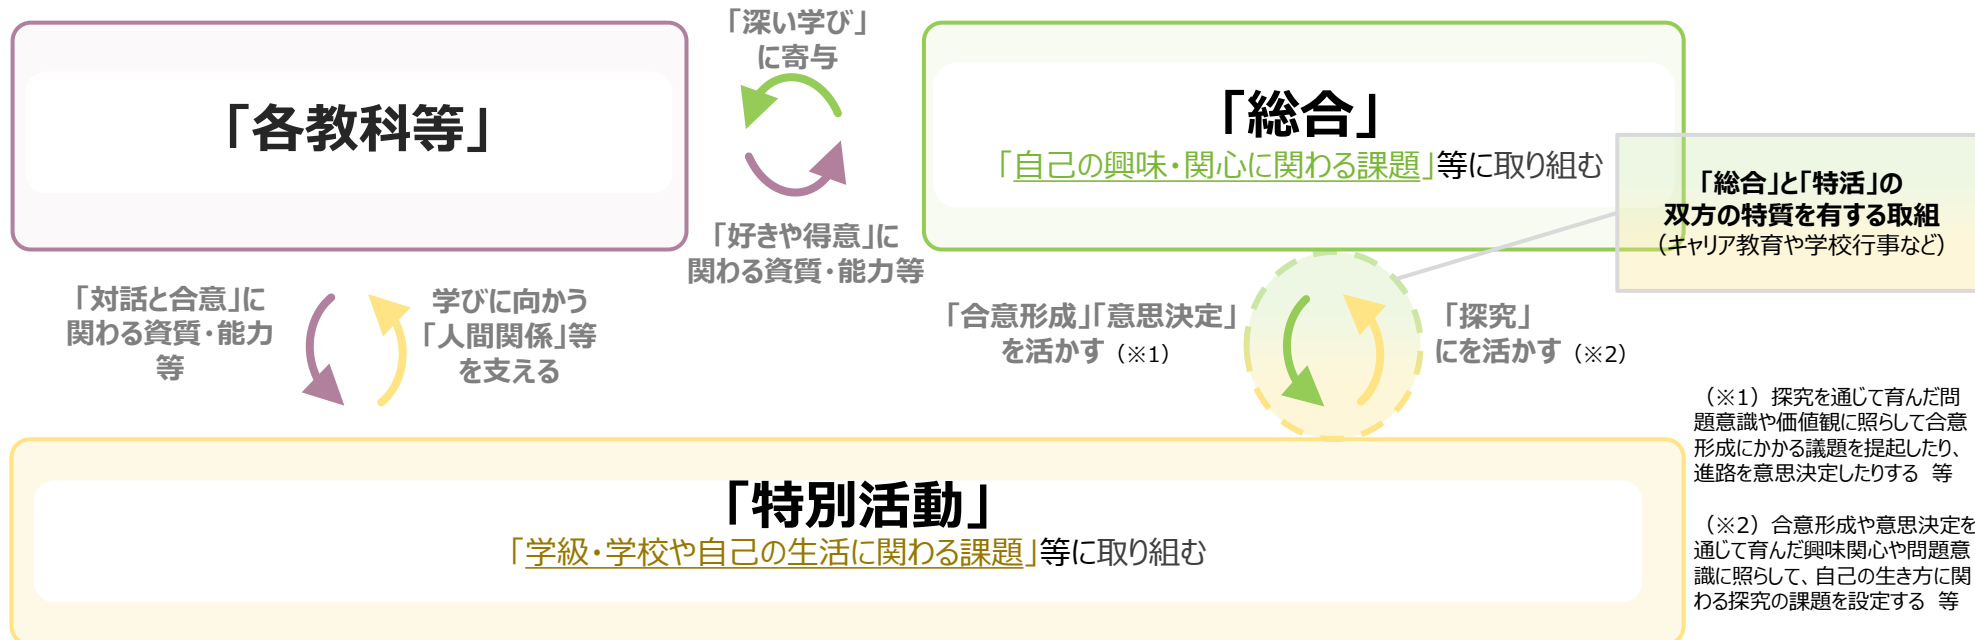 「深い学び」
に寄与
「各教科等」
「総合」
「自己の興味・関心に関わる課題」等に取り組む
「総合」と「特活」の
双方の特質を有する取組
（キャリア教育や学校行事など）
「好きや得意」に
関わる資質・能力等
「対話と合意」に
関わる資質・能力
等
学びに向かう
「人間関係」等
を支える
「合意形成」「意思決定」
を活かす（※1）
「探究」
にを活かす（※2）
（※1）探究を通じて育んだ問
題意識や価値観に照らして合意
形成にかかる議題を提起したり、
進路を意思決定したりする 等
「特別活動」
「学級・学校や自己の生活に関わる課題」等に取り組む
（※2）合意形成や意思決定を
通じて育んだ興味関心や問題意
識に照らして、自己の生き方に関
わる探究の課題を設定する 等